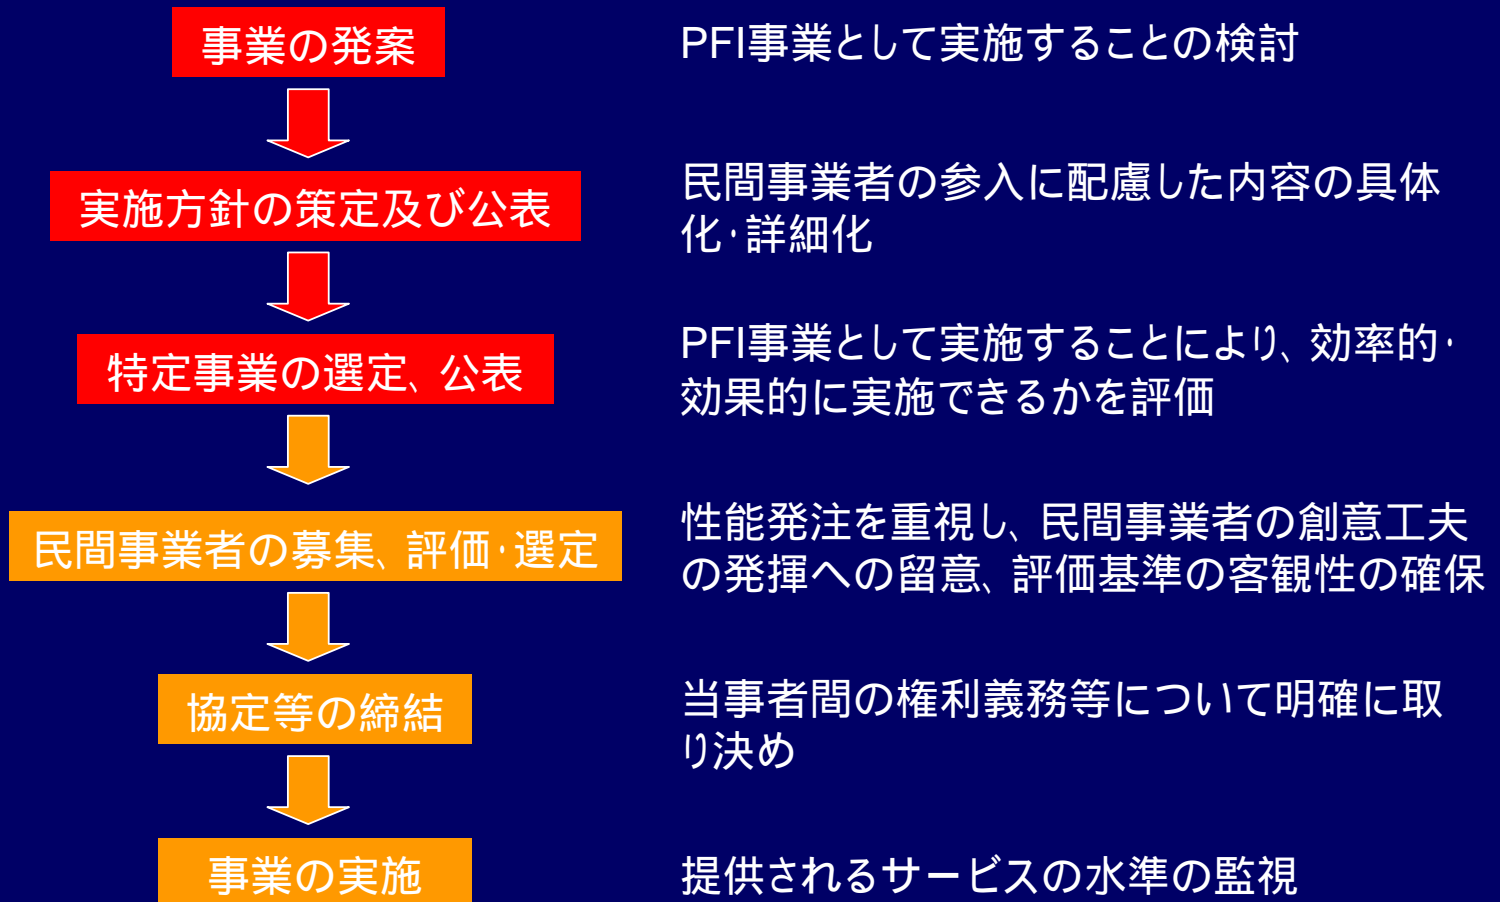 事業の発案
PFI事業として実施することの検討
実施方針の策定及び公表
民間事業者の参入に配慮した内容の具体
化・詳細化
特定事業の選定、公表
PFI事業として実施することにより、効率的・
効果的に実施できるかを評価
民間事業者の募集、評価・選定
性能発注を重視し、民間事業者の創意工夫
の発揮への留意、評価基準の客観性の確保
協定等の締結
当事者間の権利義務等について明確に取
り決め
事業の実施
提供されるサービスの水準の監視